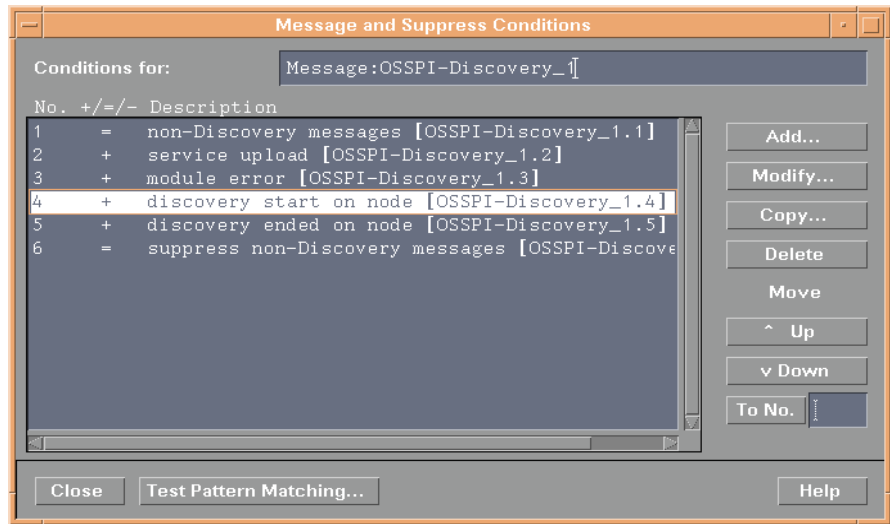 Message and Suppress Conditions
Conditions for: Message:OSSPI-Discovery_1
No. +/=/- Description
1 = non-Discovery messages [OSSPI-Discovery_1.1]
2 + service upload [OSSPI-Discovery_1.2]
3 + module error [OSSPI-Discovery_1.3]
4 + discovery start on node [OSSPI-Discovery_1.4]
5 + discovery ended on node [OSSPI-Discovery_1.5]
6 = suppress non-Discovery messages [OSSPI-Discove
Add...
Modify...
Copy...
Delete
Move
^ Up
v Down
To No.
Close Test Pattern Matching... Help